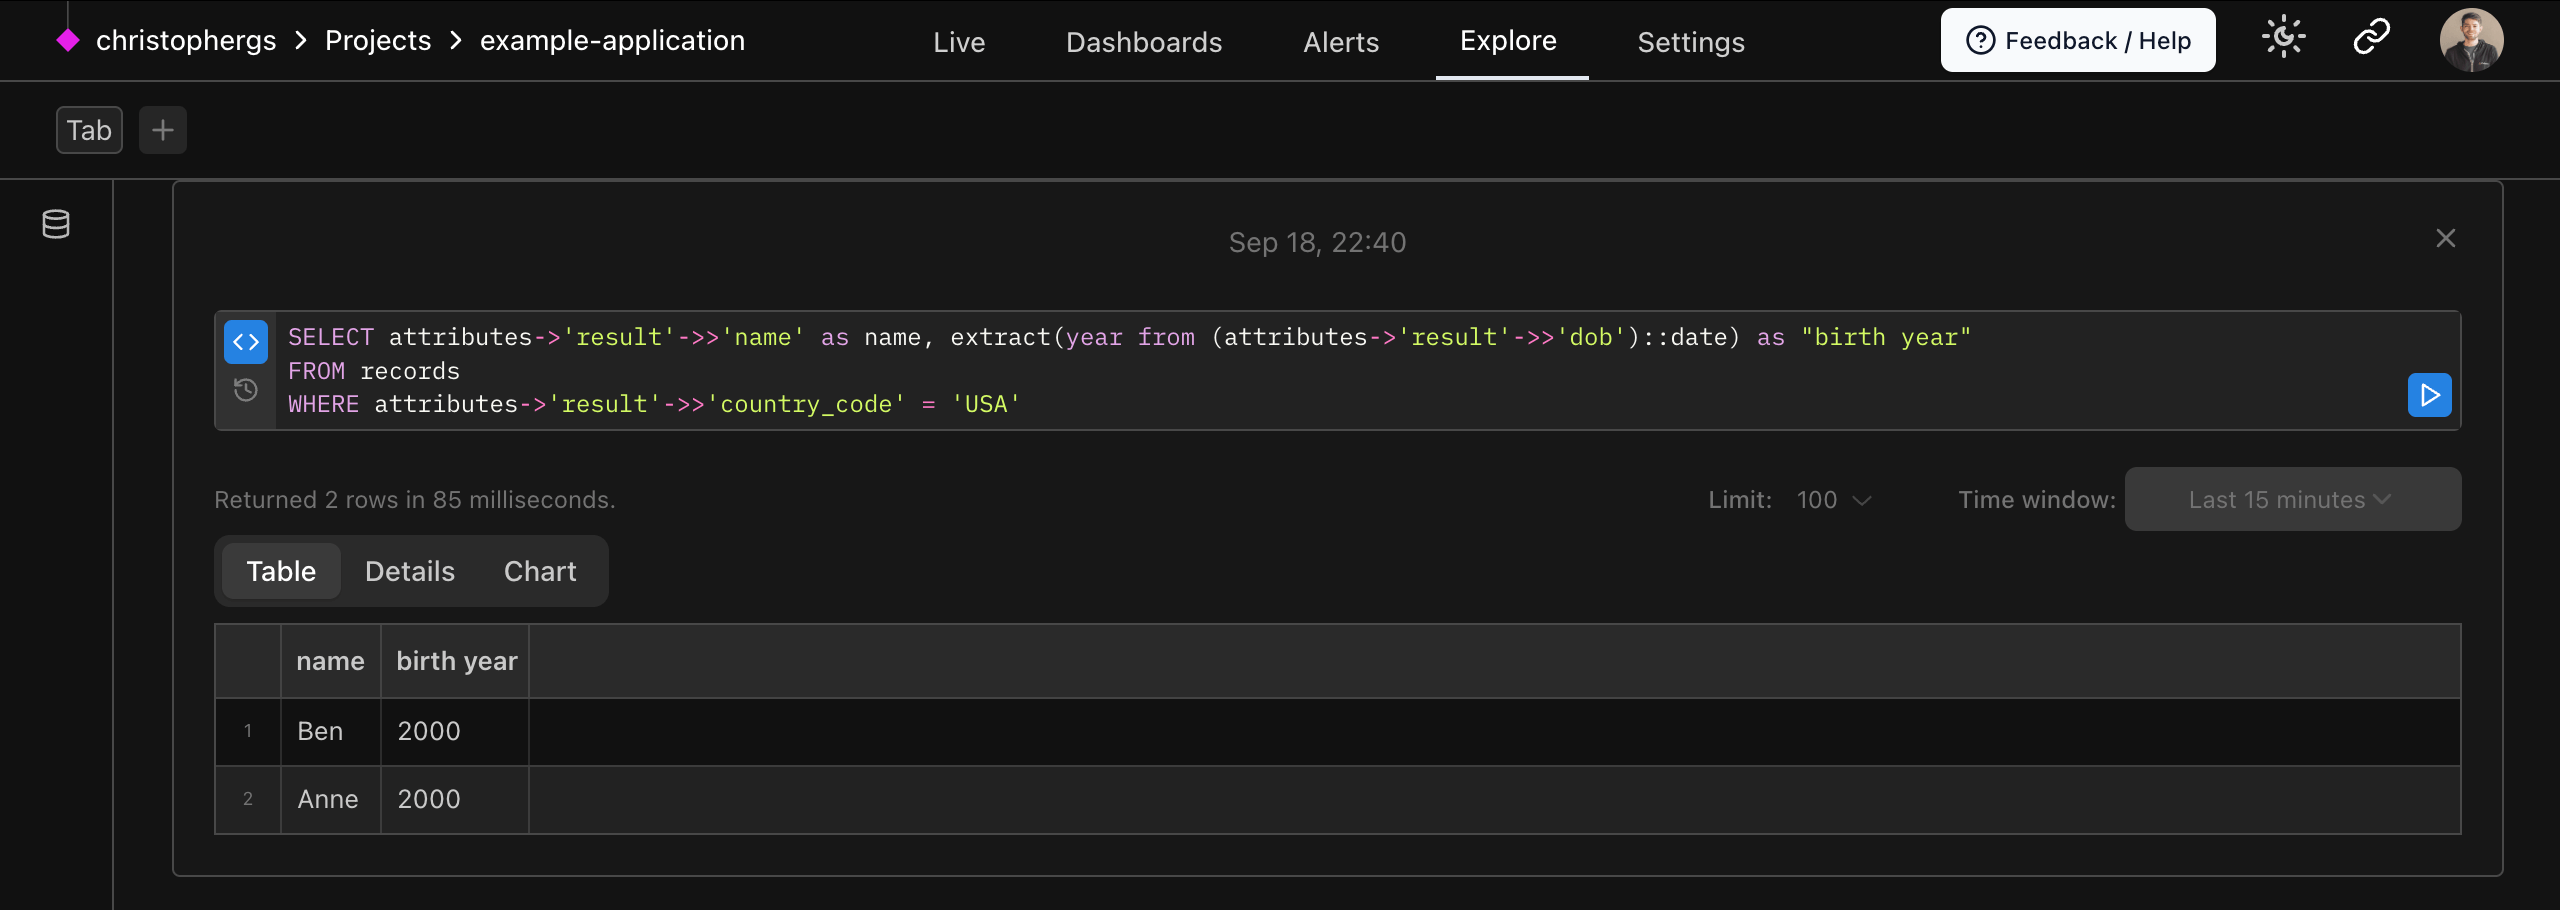 christophergs > Projects > example-application
Live
Dashboards
Alerts
Explore
Settings
Feedback / Help
Tab
Sep 18, 22:40
SELECT attributes->'result'->>'name' as name, extract(year from (attributes->'result'->>'dob')::date) as "birth year"
FROM records
WHERE attributes->'result'->>'country_code' = 'USA'
Returned 2 rows in 85 milliseconds.
Limit: 100
Time window: Last 15 minutes
Table Details Chart
name birth year
1 Ben 2000
2 Anne 2000